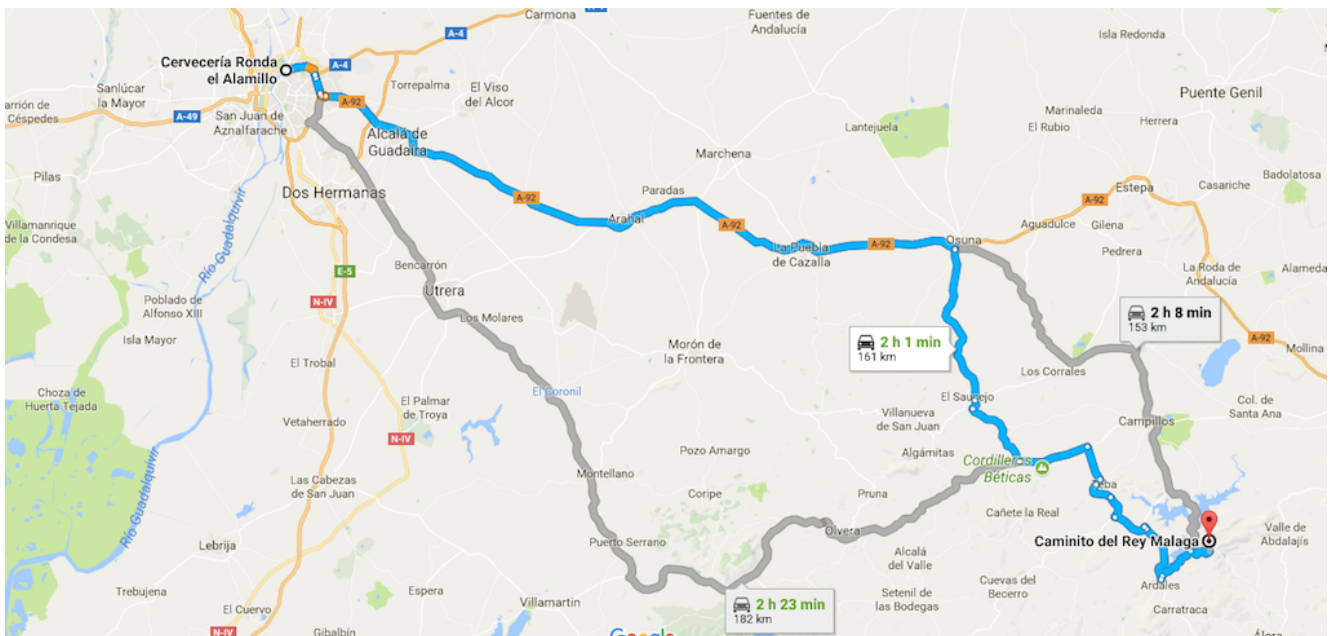 Carmona
A-4
Fuentes de
Andalucía
Isla Redonda
A-4
Cervecería Ronda
el Alamillo
A-4
Torrepalma
El Viso
del Alcor
Sanlúcar
la Mayor
Puente Genil
arrión de
Céspedes
A-49
San Juan de
Aznalfarache
A-92
Alcalá de
Guadaira
Lantejuela
Marinaleda
El Rubio
Herrera
Marchena
Pilas
Dos Hermanas
Paradas
A-92
Badolatosa
Casariche
Estepa
A-92
Villamanrique
de la Condesa
Río Guadalquivir
Arahal
A-92
La Puebla
de Cazalla
A-92
Osuna
Aguadulce
Gilena
Pedrera
E-5
Bencarrón
Utrera
La Roda de
Andalucía
Alameda
N-IV
Poblado de
Alfonso XIII
Isla Mayor
Los Molares
2 h 8 min
153 km
A-92
Mollina
Morón de
la Frontera
2 h 1 min
161 km
El Trobal
Los Corrales
Choza de
Huerta Tejada
El Coronil
El Saucejo
Col. de
Santa Ana
El Palmar
de Troya
Villanueva
de San Juan
Campillos
Vetaherrado
N-IV
Pozo Amargo
Algámitas
Cordilleras
Béticas
Montellano
Las Cabezas
de San Juan
Coripe
Pruna
Teba
Cañete la Real
Río Guadalquivir
Olvera
Valle de
Abdalajís
Caminito del Rey Malaga
Lebrija
Puerto Serrano
Alcalá
del Valle
Ardales
Trebujena
Espera
Villamartin
2 h 23 min
182 km
Setenil de
las Bodegas
Cuevas del
Becerro
Carratraca
El Cuervo
N-IV
Gibalbín
Google
Álora